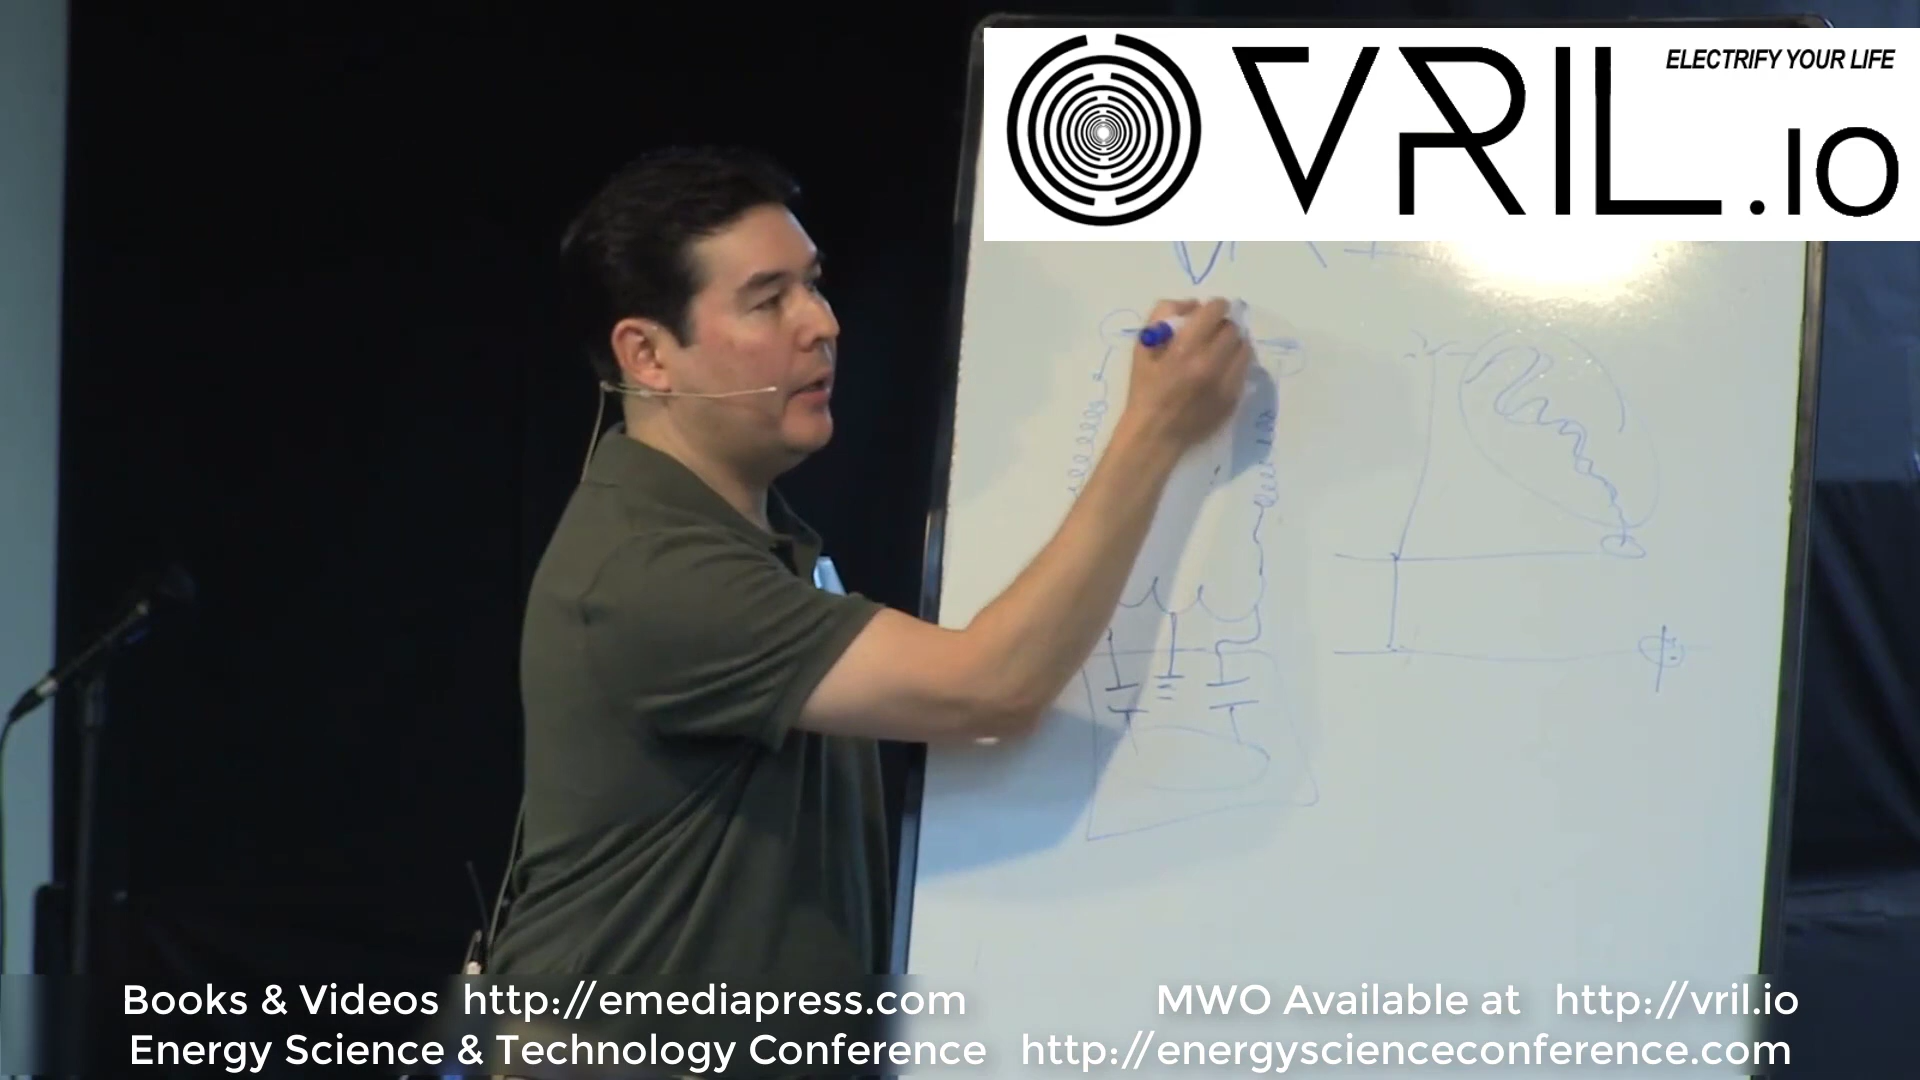 ELECTRIFY YOUR LIFE
VRIL.IO
Books & Videos http://emediapress.com
MWO Available at http://vril.io
Energy Science & Technology Conference http://energyscienceconference.com